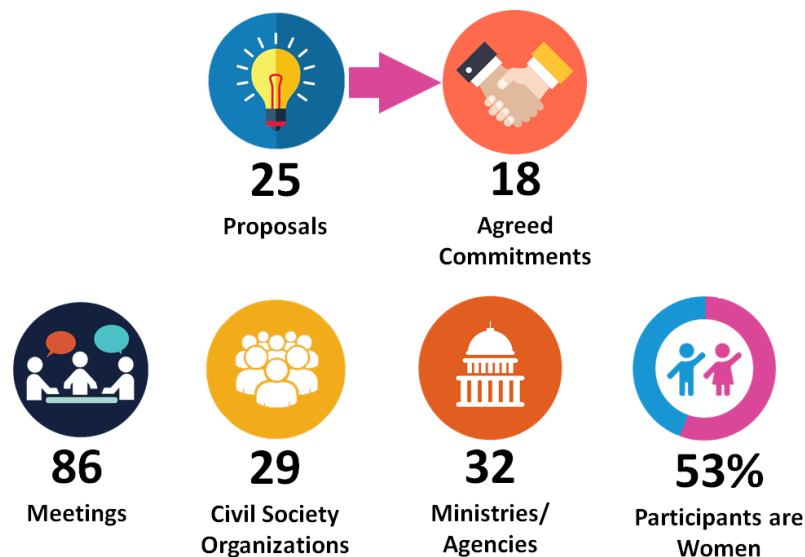 25
Proposals
18
Agreed
Commitments
86
Meetings
29
Civil Society
Organizations
32
Ministries/
Agencies
53%
Participants are
Women